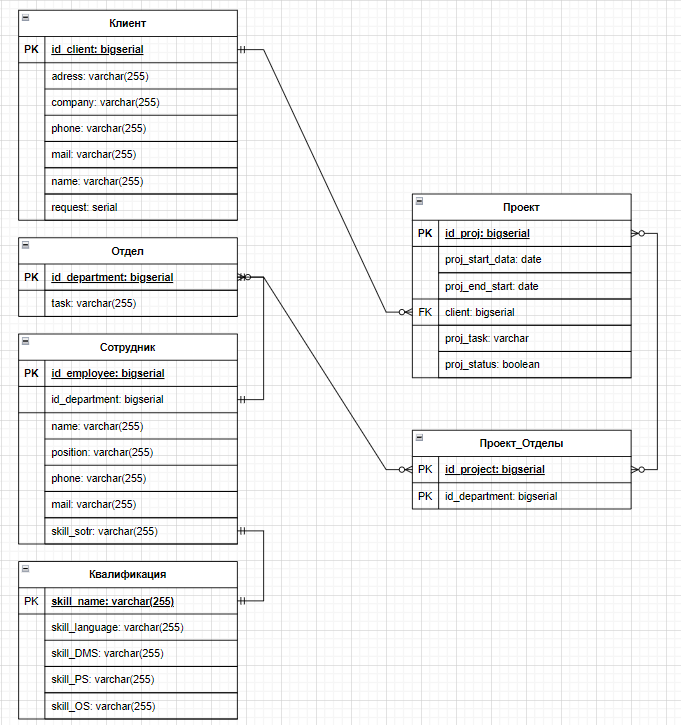 Клиент
PK id_client: bigserial
adress: varchar(255)
company: varchar(255)
phone: varchar(255)
mail: varchar(255)
name: varchar(255)
request: serial
Отдел
PK id_department: bigserial
task: varchar(255)
Сотрудник
PK id_employee: bigserial
id_department: bigserial
name: varchar(255)
position: varchar(255)
phone: varchar(255)
mail: varchar(255)
skill_sotr: varchar(255)
Квалификация
PK skill_name: varchar(255)
skill_language: varchar(255)
skill_DMS: varchar(255)
skill_PS: varchar(255)
skill_OS: varchar(255)
Проект
PK id_proj: bigserial
proj_start_data: date
proj_end_start: date
FK client: bigserial
proj_task: varchar
proj_status: boolean
Проект_Отделы
PK id_project: bigserial
PK id_department: bigserial